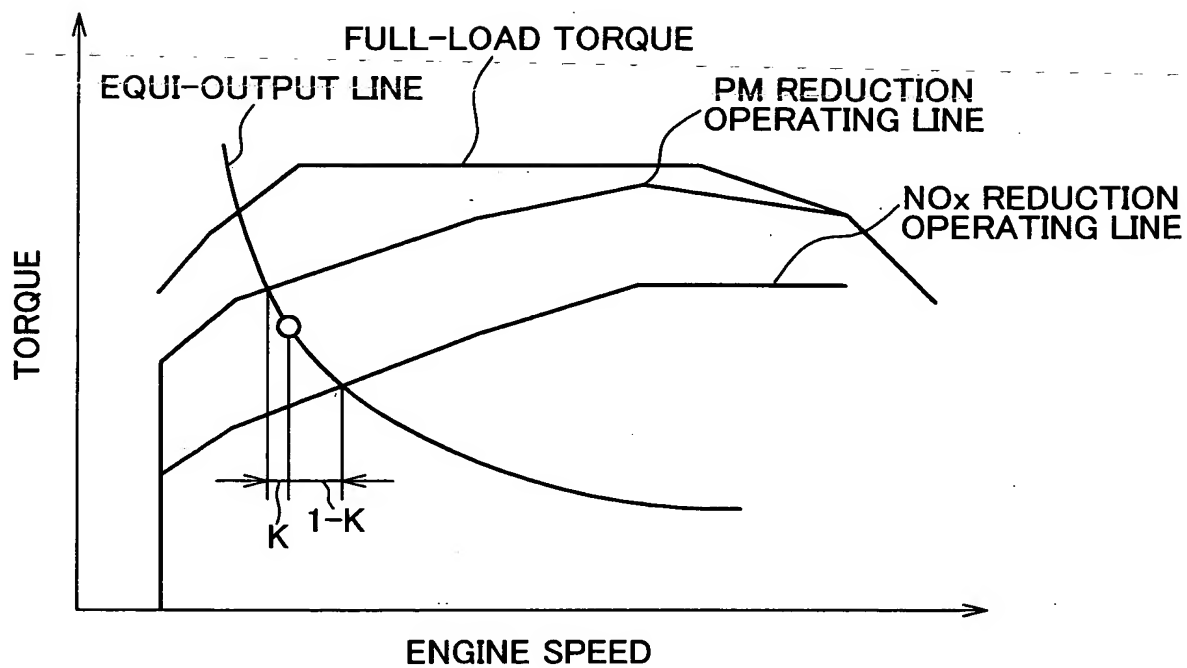 FULL-LOAD TORQUE
EQUI-OUTPUT LINE
PM REDUCTION
OPERATING LINE
NOx REDUCTION
OPERATING LINE
TORQUE
K
1-K
ENGINE SPEED